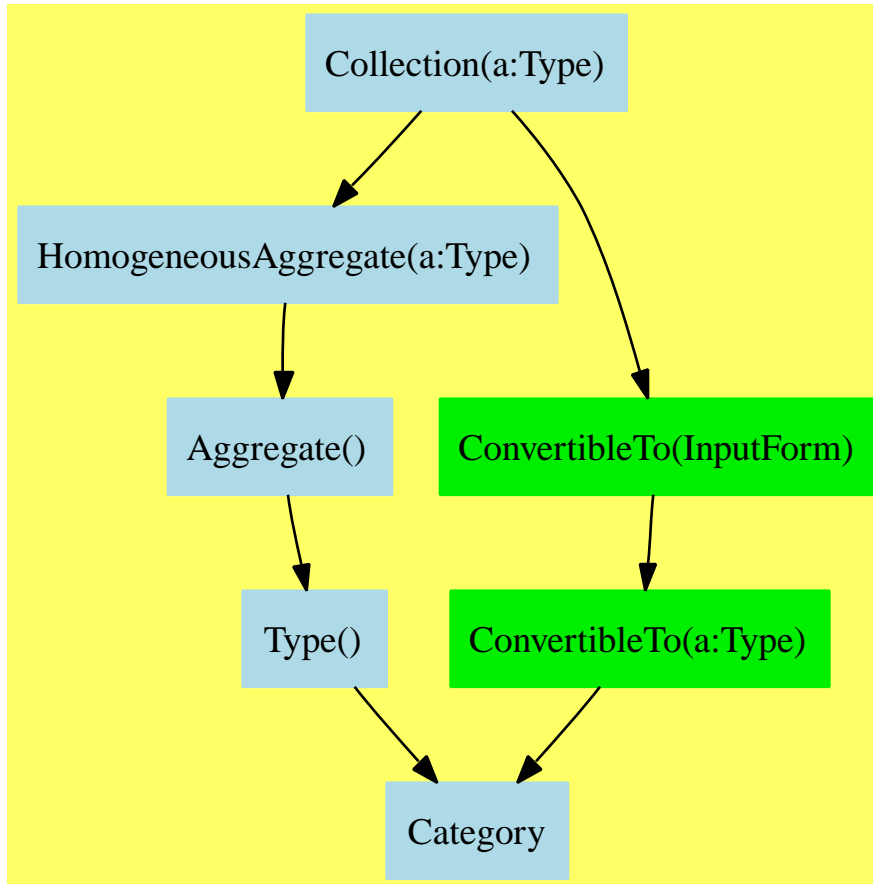 Collection(a:Type)
HomogeneousAggregate(a:Type)
Aggregate()
ConvertibleTo(InputForm)
Type()
ConvertibleTo(a:Type)
Category